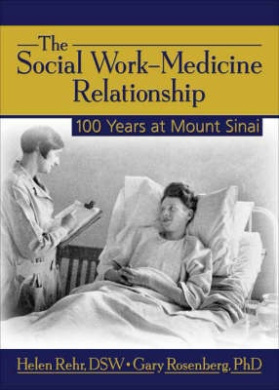 The
Social Work–Medicine
Relationship
100 Years at Mount Sinai
Helen Rehr, DSW • Gary Rosenberg, PhD